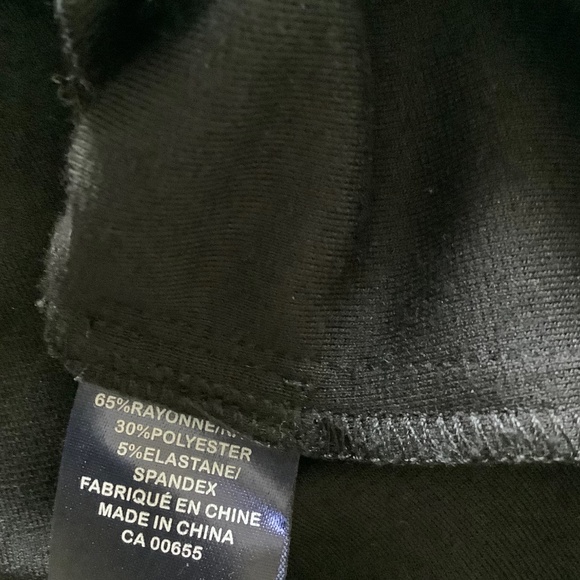 65%RAYONNE/
30%POLYESTER
5%ELASTANE/
SPANDEX
FABRIQUÉ EN CHINE
MADE IN CHINA
CA 00655